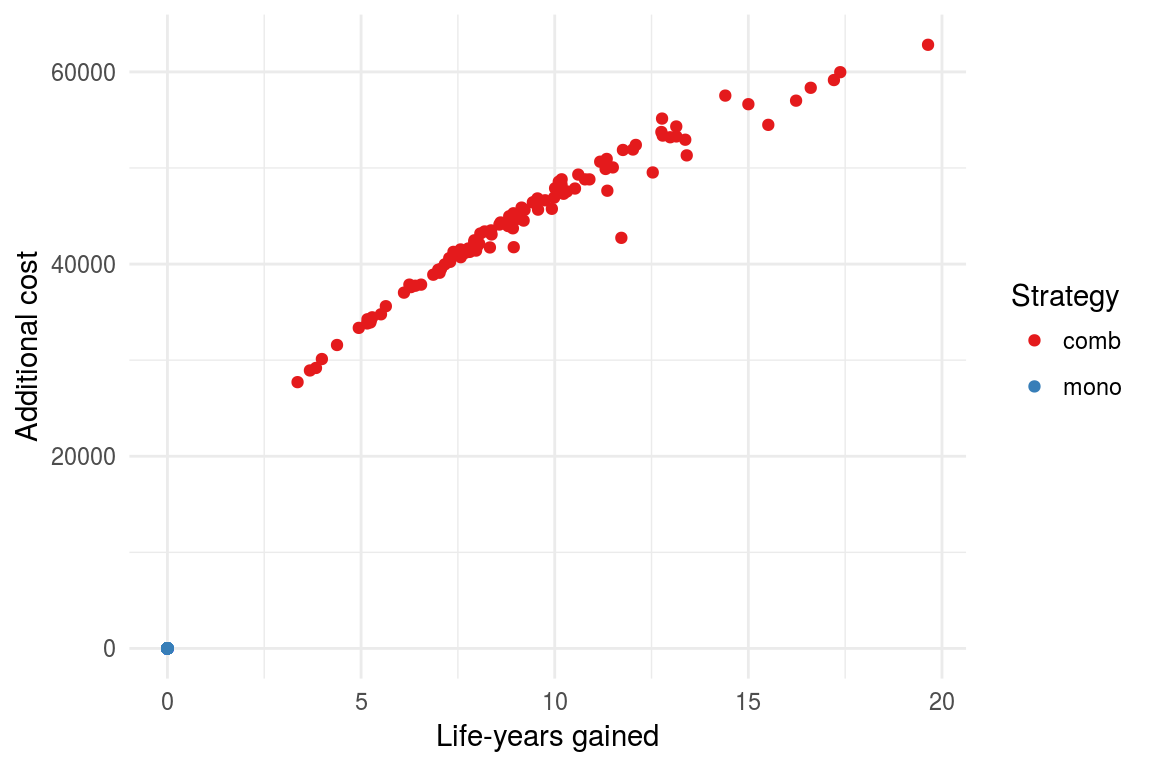 Additional cost
60000
40000
20000
0
0 5 10 15 20
Life-years gained
Strategy
comb
mono